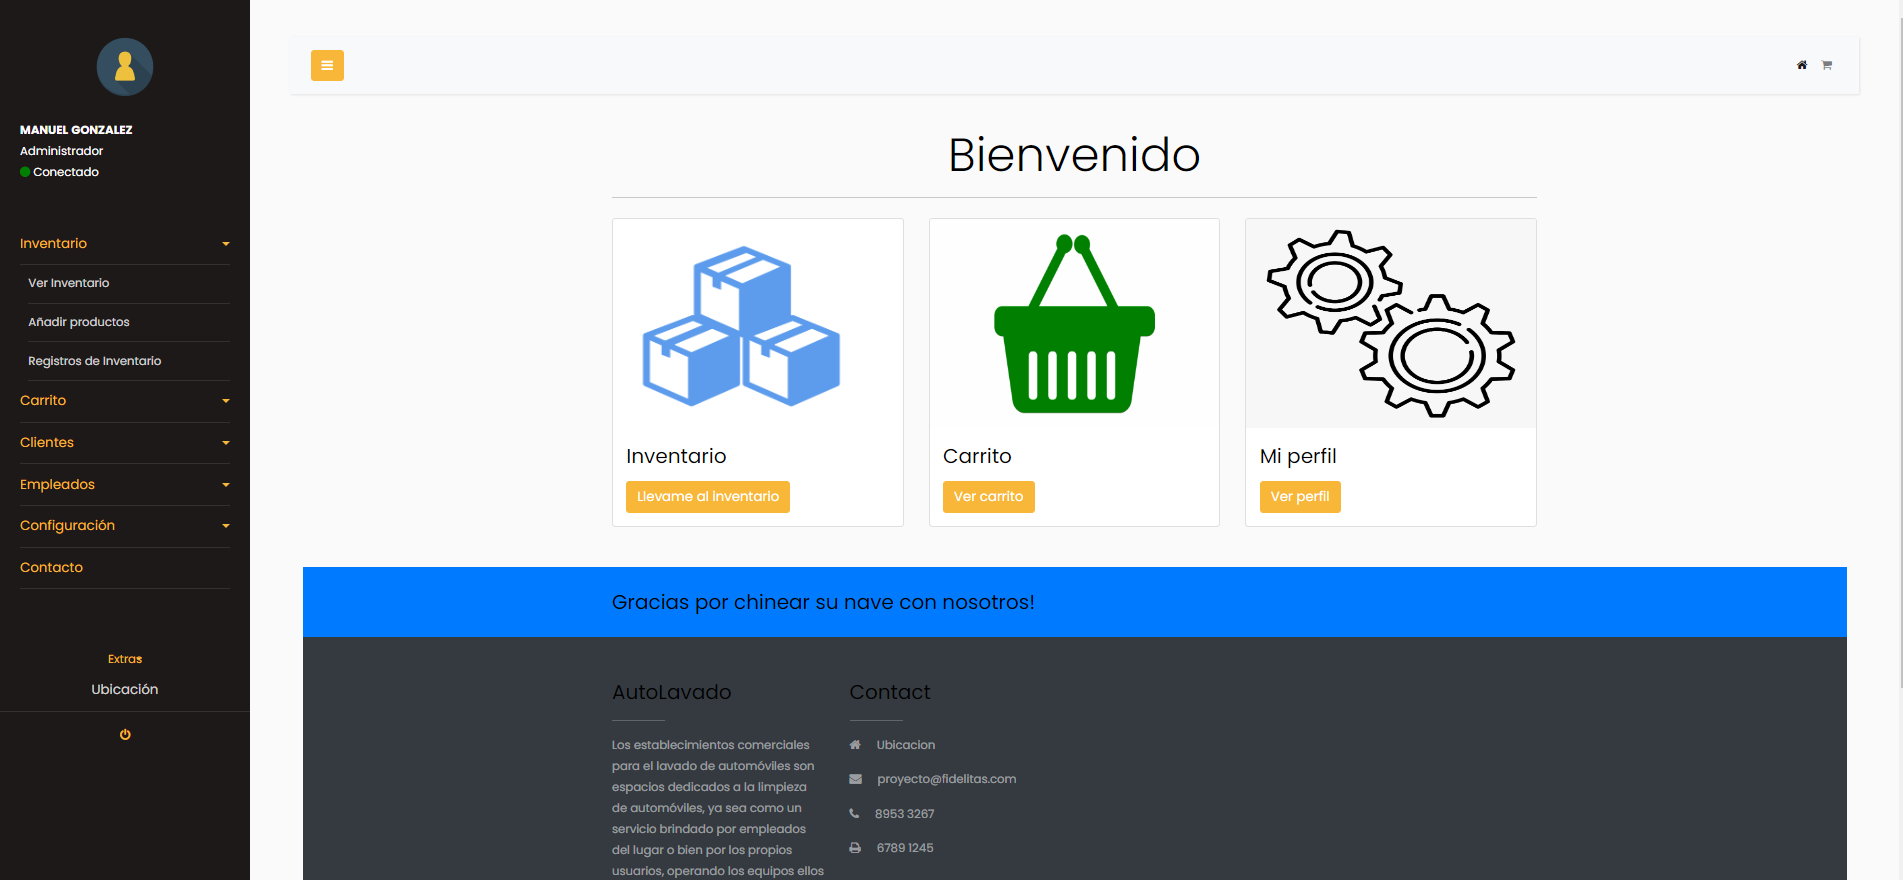 MANUEL GONZALEZ
Administrador
Conectado
Inventario
Ver Inventario
Añadir productos
Registros de Inventario
Carrito
Clientes
Empleados
Configuración
Contacto
Extras
Ubicación
Bienvenido
Inventario
Llevame al inventario
Carrito
Ver carrito
Mi perfil
Ver perfil
Gracias por chinear su nave con nosotros!
AutoLavado
Los establecimientos comerciales
para el lavado de automóviles son
espacios dedicados a la limpieza
de automóviles, ya sea como un
servicio brindado por empleados
del lugar o bien por los propios
usuarios, operando los equipos ellos
Contact
Ubicacion
proyecto@fidelitas.com
8953 3267
6789 1245